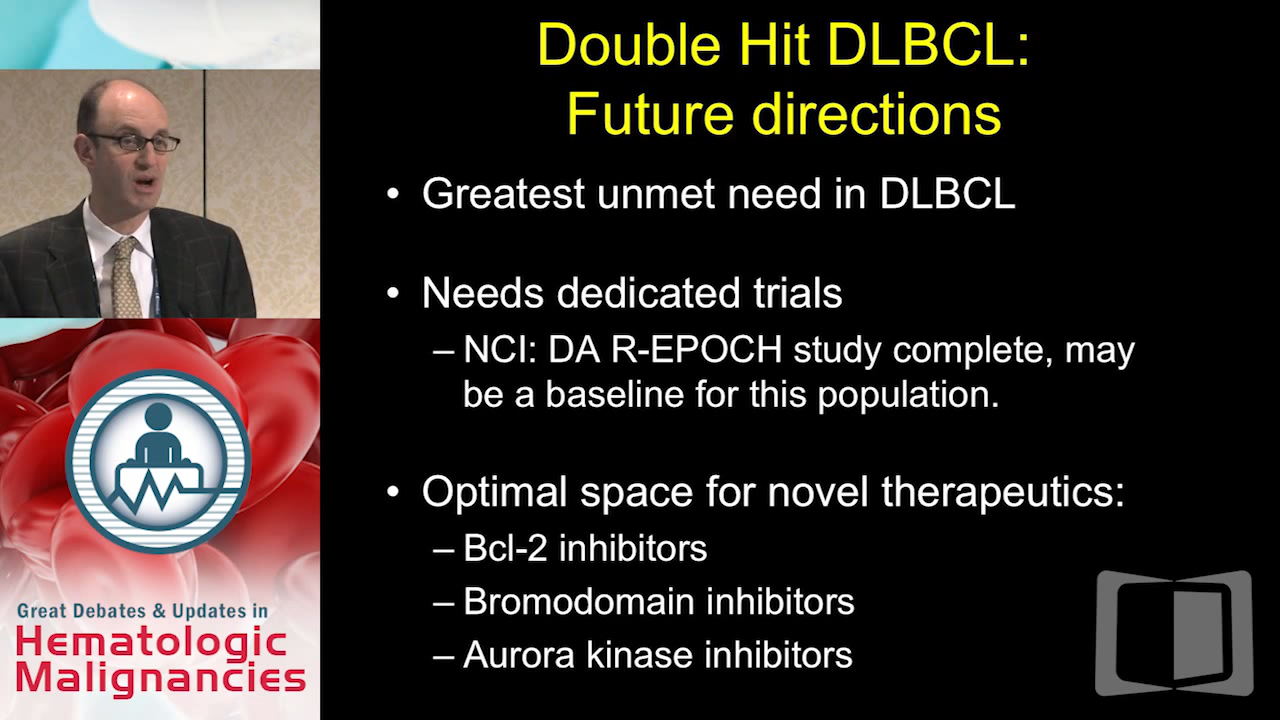 Double Hit DLBCL:
Future directions
• Greatest unmet need in DLBCL
• Needs dedicated trials
– NCI: DA R-EPOCH study complete, may
be a baseline for this population.
• Optimal space for novel therapeutics:
– Bcl-2 inhibitors
– Bromodomain inhibitors
– Aurora kinase inhibitors
Great Debates & Updates in
Hematologic
Malignancies